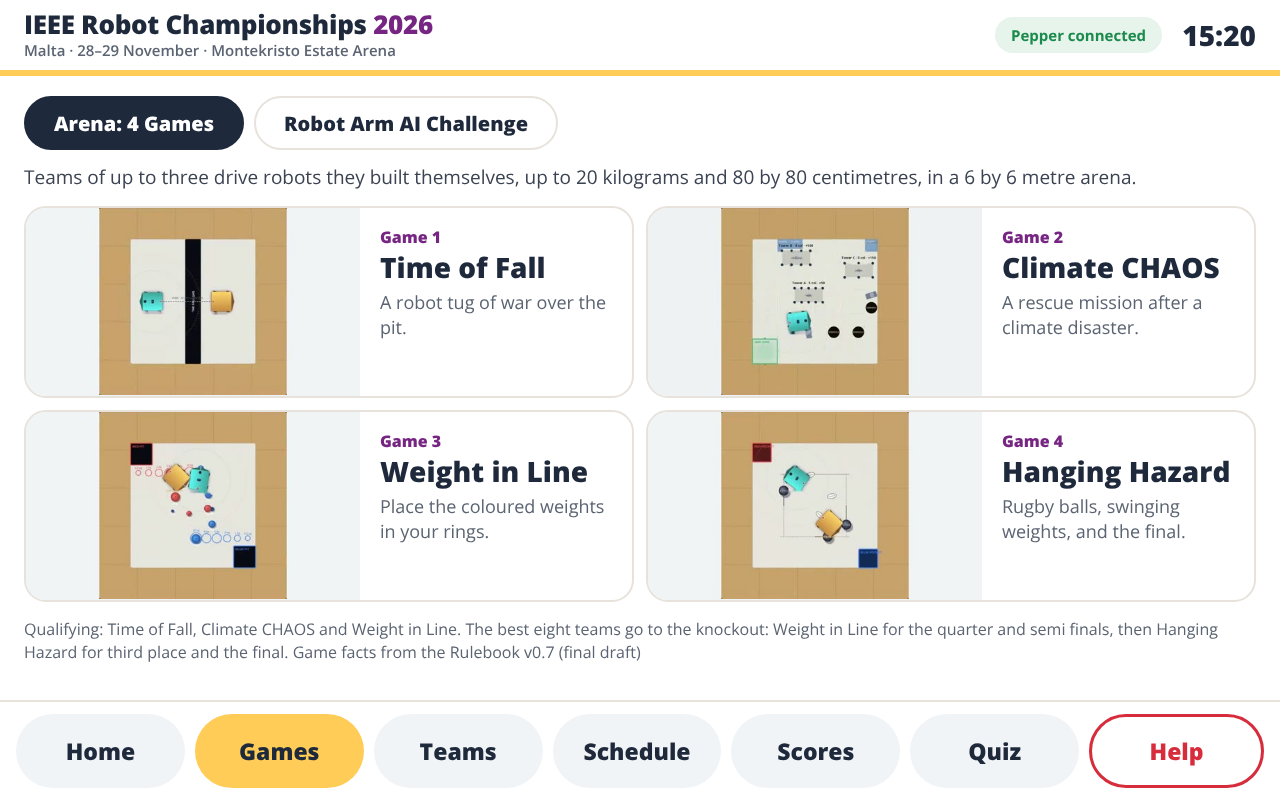 IEEE Robot Championships 2026
Malta · 28–29 November · Montekristo Estate Arena
Pepper connected
15:20
Arena: 4 Games
Robot Arm AI Challenge
Teams of up to three drive robots they built themselves, up to 20 kilograms and 80 by 80 centimetres, in a 6 by 6 metre arena.
Game 1
Time of Fall
A robot tug of war over the
pit.
Game 2
Climate CHAOS
A rescue mission after a
climate disaster.
Game 3
Weight in Line
Place the coloured weights
in your rings.
Game 4
Hanging Hazard
Rugby balls, swinging
weights, and the final.
Qualifying: Time of Fall, Climate CHAOS and Weight in Line. The best eight teams go to the knockout: Weight in Line for the quarter and semi finals, then Hanging
Hazard for third place and the final. Game facts from the Rulebook v0.7 (final draft)
Home
Games
Teams
Schedule
Scores
Quiz
Help